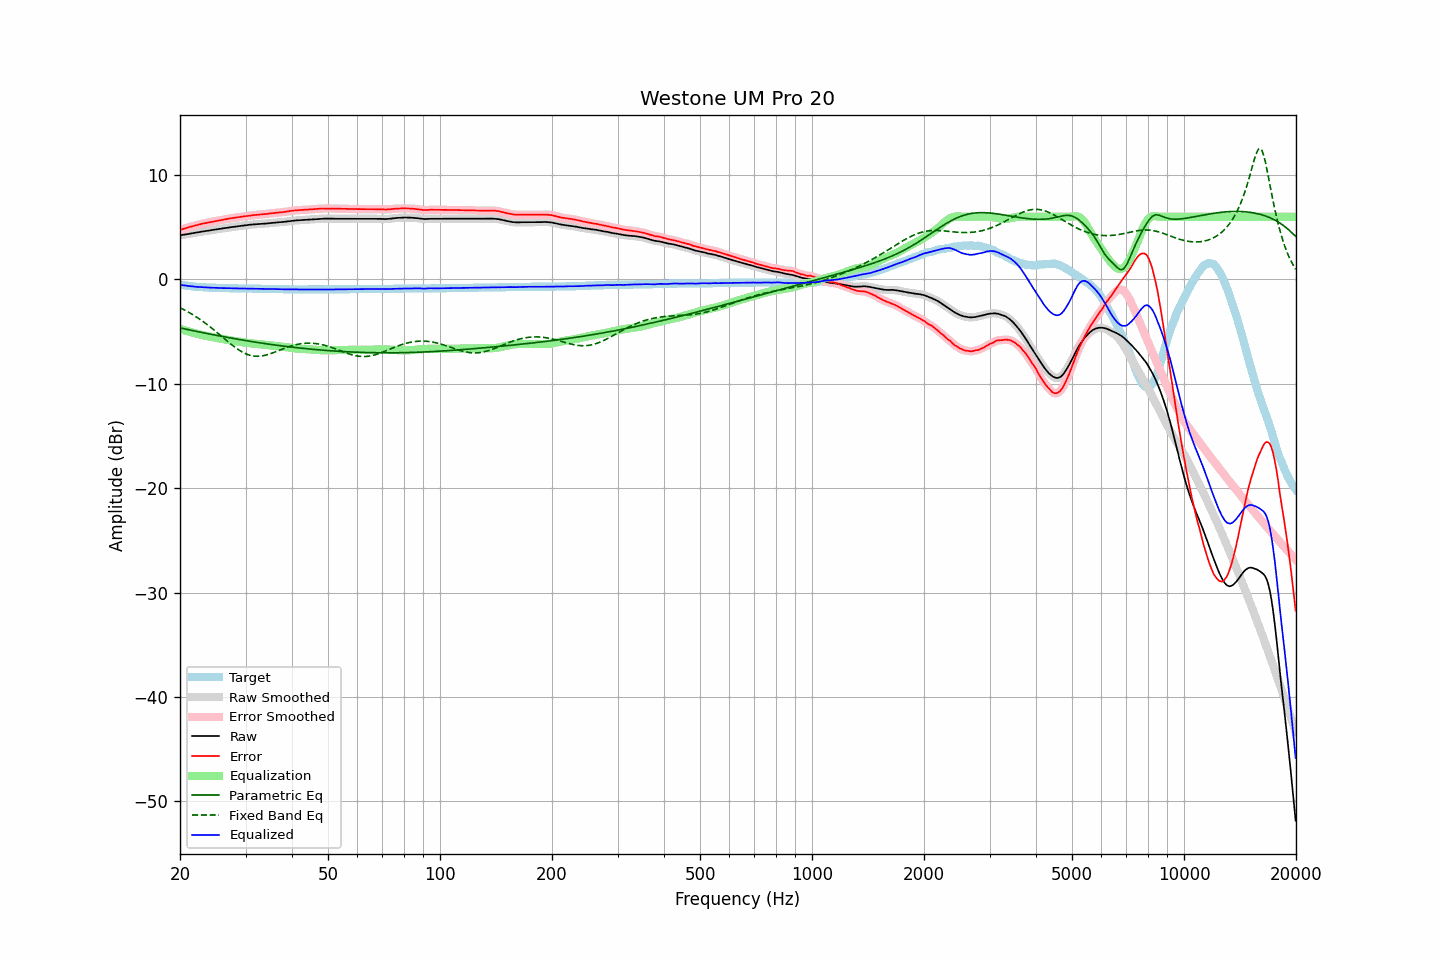 Westone UM Pro 20
Amplitude (dBr)
10
0
−10
−20
−30
−40
−50
Target
Raw Smoothed
Error Smoothed
Raw
Error
Equalization
Parametric Eq
Fixed Band Eq
Equalized
20 50 100 200 500 1000 2000 5000 10000 20000
Frequency (Hz)